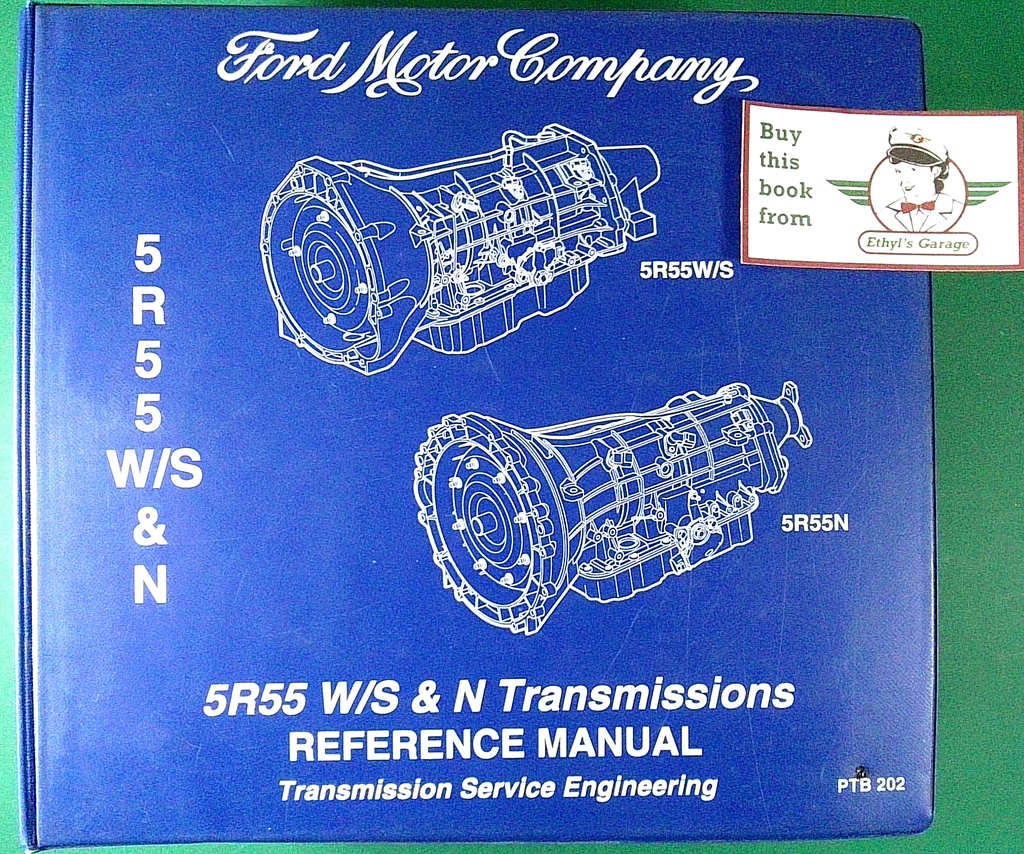 Ford Motor Company
Buy
this
book
from
Ethyl's Garage
5R55W/S
5
R
5
5
W/S
&
N
5R55N
5R55 W/S & N Transmissions
REFERENCE MANUAL
Transmission Service Engineering
PTB 202